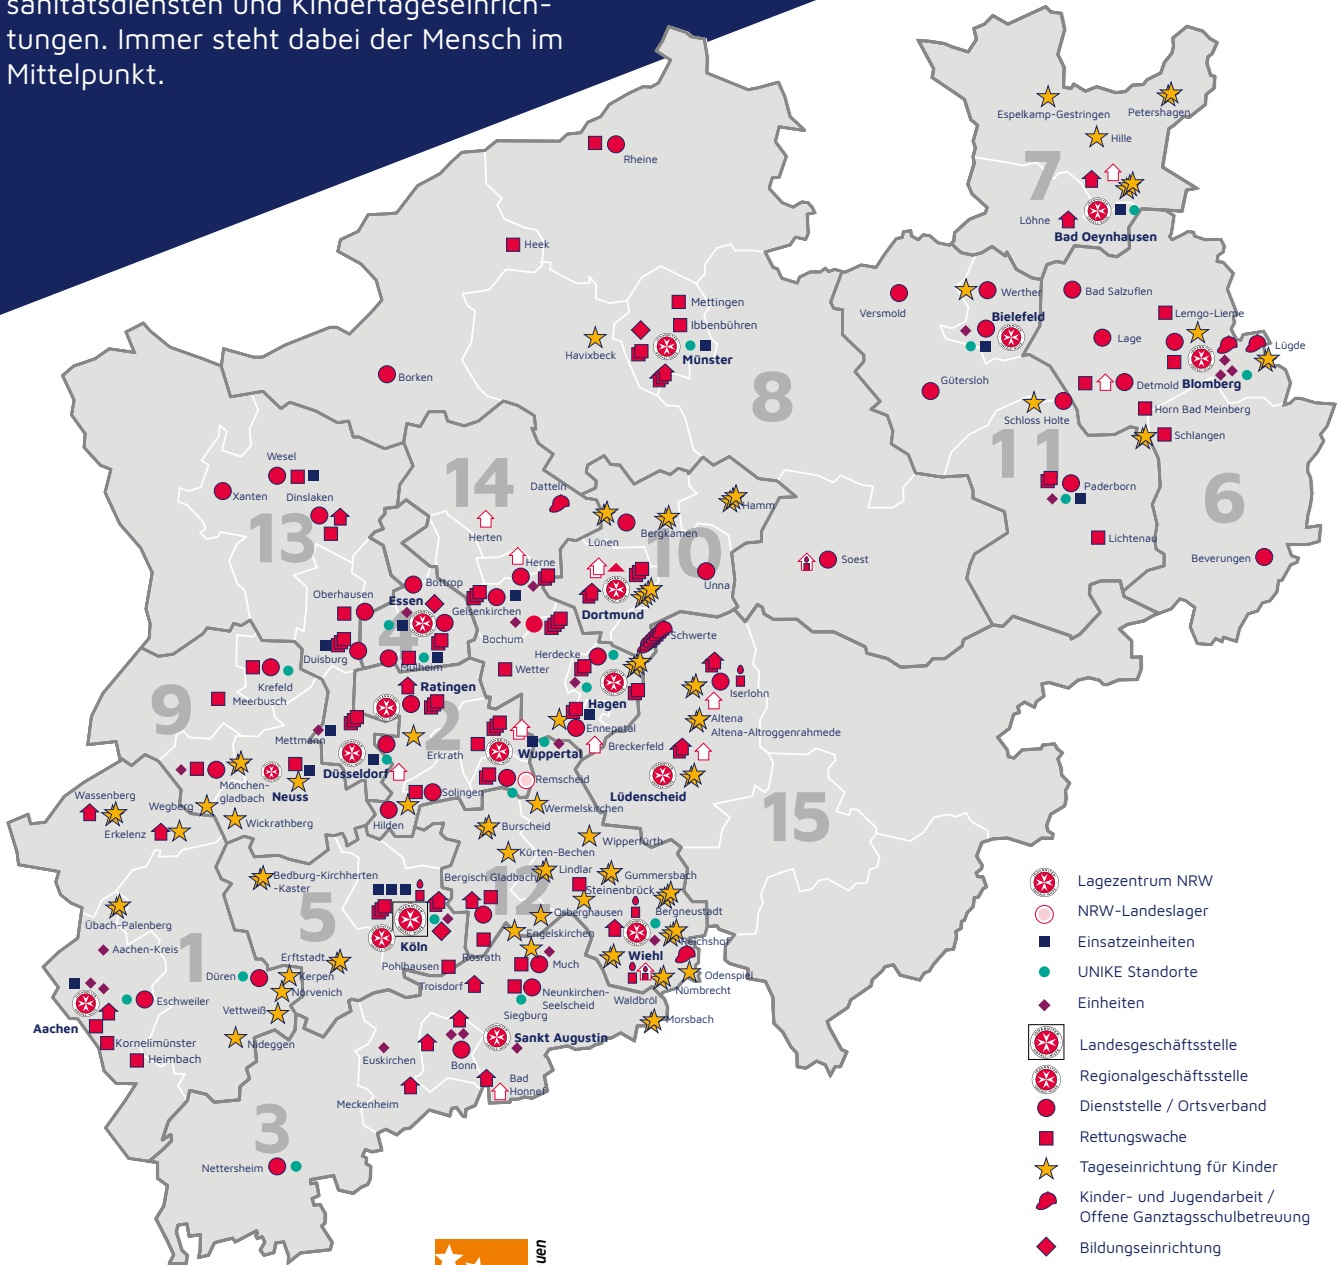 sanitätsdiensten und Kindertageseinrich-
tungen. Immer steht dabei der Mensch im
Mittelpunkt.
Espelkamp-Gestringen
Petershagen
Hille
7
Löhne
Bad Oeynhausen
Rheine
Heek
Mettingen
Ibbenbühren
Havixbeck
Münster
Borken
8
Versmold
Werther
Bielefeld
Gütersloh
Schloss Holte
11
Paderborn
Lichtenau
Bad Salzuflen
Lemgo-Lieme
Lage
Lügde
Detmold
Blomberg
Horn Bad Meinberg
Schlangen
6
Beverungen
Wesel
Xanten
Dinslaken
13
14
Datteln
Herten
Herne
Lünen
Bergkamen
Hamm
10
Unna
Soest
Dortmund
Bottrop
Oberhausen
Essen
Gelsenkirchen
4
Bochum
Duisburg
Mülheim
Herdecke
Schwerte
Wetter
Hagen
Iserlohn
Krefeld
Meerbusch
9
Ratingen
2
Mettmann
Erkrath
Düsseldorf
Wuppertal
Ennepetal
Breckerfeld
Altena
Altena-Altroggenrahmede
Lüdenscheid
15
Mönchen-
gladbach
Neuss
Remscheid
Solingen
Hilden
Wermelskirchen
Wassenberg
Wegberg
Erkelenz
Wickrathberg
Burscheid
Wipperfürth
Kürten-Bechen
Bedburg-Kirchherten
-Kaster
Bergisch Gladbach
12
Lindlar
Gummersbach
Steinenbrück
Osberghausen
Bergneustadt
5
Köln
Engelskirchen
Reichshof
Wiehl
Übach-Palenberg
Aachen-Kreis
1
Erftstadt
Pohlhausen
Rösrath
Much
Odenspiel
Düren
Kerpen
Nörvenich
Troisdorf
Neunkirchen-
Seelscheid
Waldbröl
Nümbrecht
Eschweiler
Vettweiß
Siegburg
Morsbach
Aachen
Kornelimünster
Nideggen
Sankt Augustin
Heimbach
Euskirchen
Bonn
Bad
Honnef
Meckenheim
3
Nettersheim
Lagezentrum NRW
NRW-Landeslager
Einsatzeinheiten
UNIKE Standorte
Einheiten
Landesgeschäftsstelle
Regionalgeschäftsstelle
Dienststelle / Ortsverband
Rettungswache
Tageseinrichtung für Kinder
Kinder- und Jugendarbeit /
Offene Ganztagsschulbetreuung
Bildungseinrichtung